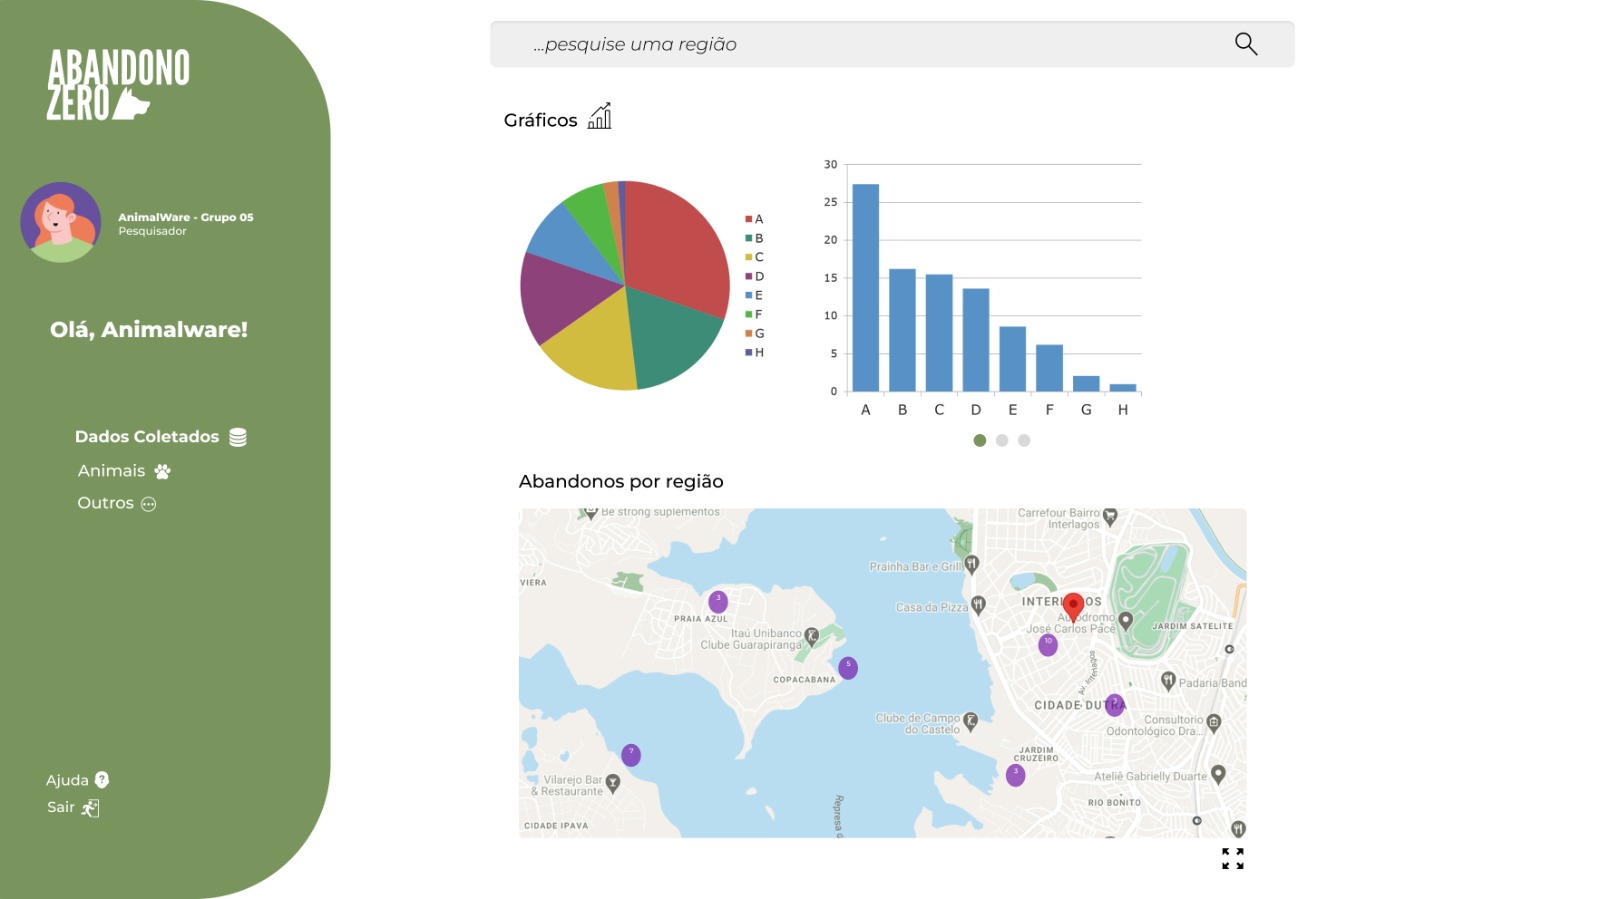 ABANDONO
ZERO
AnimalWare - Grupo 05
Pesquisador
Olá, Animalware!
Dados Coletados
Animais
Outros
Ajuda
Sair
...pesquise uma região
Gráficos
A
B
C
D
E
F
G
H
30
25
20
15
10
5
0
A B C D E F G H
Abandonos por região
Be strong suplementos
Carrefour Bairro
Interlagos
Prainha Bar e Grill
VIERA
3
PRAIA AZUL
Casa da Pizza
Autódromo
José Carlos Pace
JARDIM SATELITE
Itaú Unibanco
Clube Guarapiranga
10
5
COPACABANA
Av. Interlagos
Padaria Band
CIDADE DUTRA
Clube de Campo
do Castelo
Consultorio
Odontológico Dra...
7
JARDIM
CRUZEIRO
3
Vilarejo Bar
& Restaurante
Ateliê Gabrielly Duarte
RIO BONITO
Represa d
CIDADE IPAVA